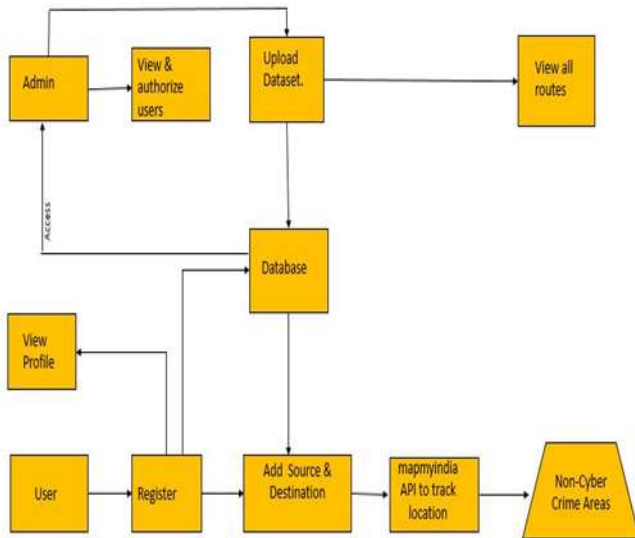 Admin
View &
authorize
users
Upload
Dataset.
View all
routes
Access
Database
View
Profile
User
Register
Add Source &
Destination
mapmyindia
API to track
location
Non-Cyber
Crime Areas